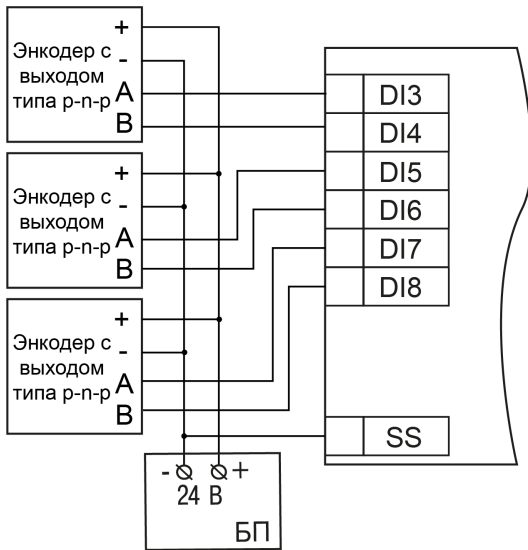 Энкодер с
выходом
типа p-n-p
+
-
A
B
Энкодер с
выходом
типа p-n-p
+
-
A
B
Энкодер с
выходом
типа p-n-p
+
-
A
B
DI3
DI4
DI5
DI6
DI7
DI8
SS
- +
24 В
БП